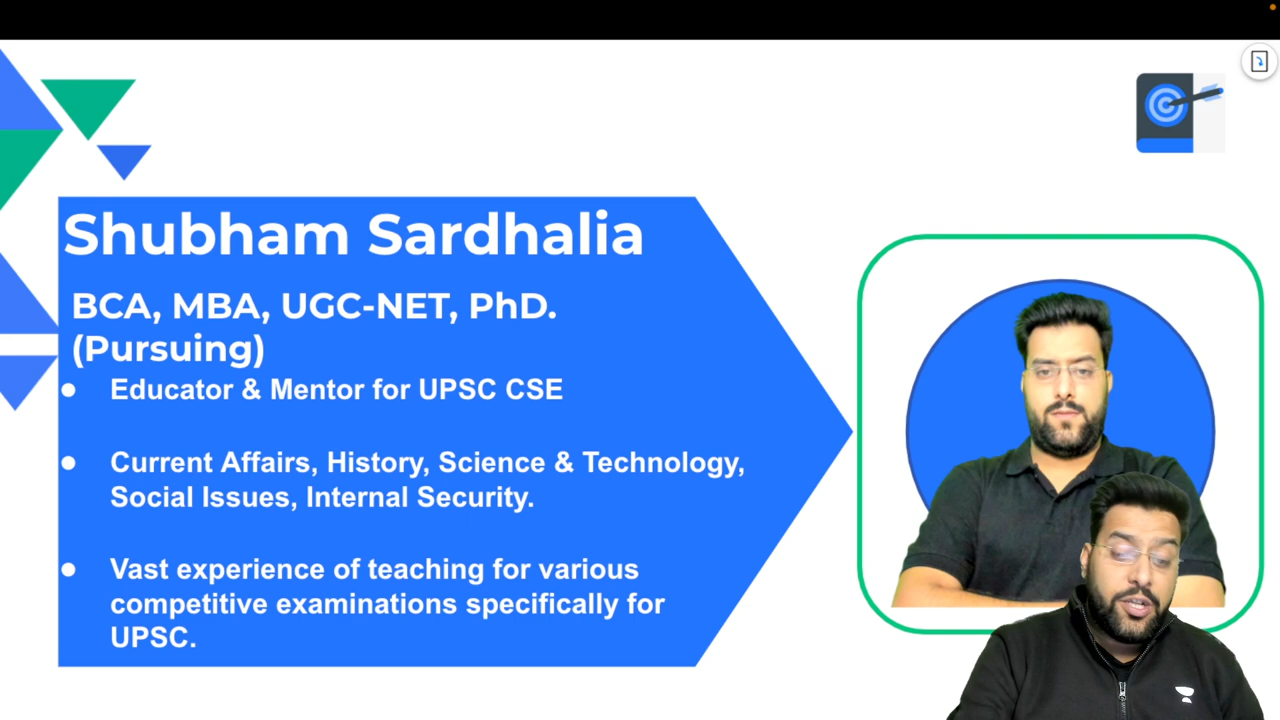 Shubham Sardhalia
BCA, MBA, UGC-NET, PhD.
(Pursuing)
● Educator & Mentor for UPSC CSE
● Current Affairs, History, Science & Technology,
Social Issues, Internal Security.
● Vast experience of teaching for various
competitive examinations specifically for
UPSC.